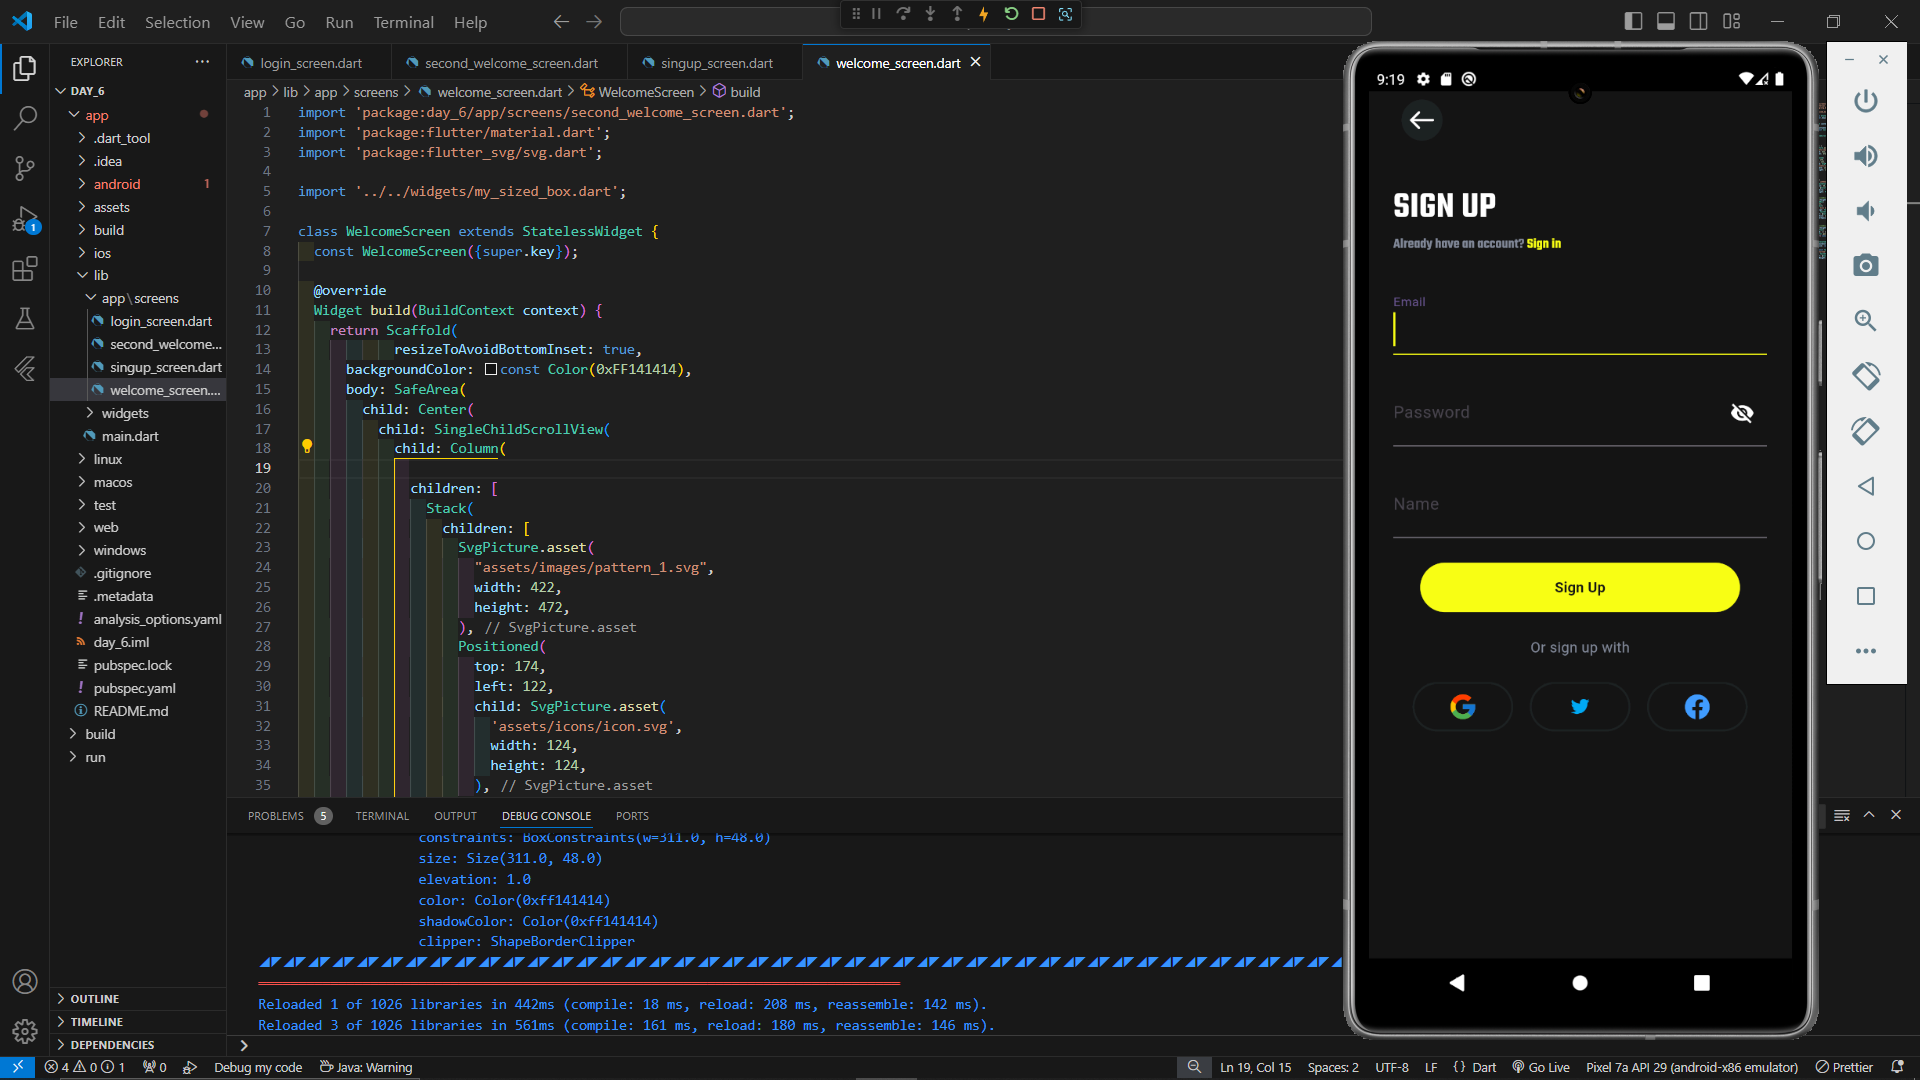 File Edit Selection View Go Run Terminal Help
EXPLORER
DAY_6
app
.dart_tool
.idea
android 1
assets
build
ios
lib
app\screens
login_screen.dart
second_welcome...
singup_screen.dart
welcome_screen....
widgets
main.dart
linux
macos
test
web
windows
.gitignore
.metadata
analysis_options.yaml
day_6.iml
pubspec.lock
pubspec.yaml
README.md
build
run
OUTLINE
TIMELINE
DEPENDENCIES
1
login_screen.dart second_welcome_screen.dart singup_screen.dart welcome_screen.dart
app > lib > app > screens > welcome_screen.dart > WelcomeScreen > build
1 import 'package:day_6/app/screens/second_welcome_screen.dart';
2 import 'package:flutter/material.dart';
3 import 'package:flutter_svg/svg.dart';
4
5 import '../../widgets/my_sized_box.dart';
6
7 class WelcomeScreen extends StatelessWidget {
8 const WelcomeScreen({super.key});
9
10 @override
11 Widget build(BuildContext context) {
12 return Scaffold(
13 resizeToAvoidBottomInset: true,
14 backgroundColor: const Color(0xFF141414),
15 body: SafeArea(
16 child: Center(
17 child: SingleChildScrollView(
18 child: Column(
19
20 children: [
21 Stack(
22 children: [
23 SvgPicture.asset(
24 "assets/images/pattern_1.svg",
25 width: 422,
26 height: 472,
27 ), // SvgPicture.asset
28 Positioned(
29 top: 174,
30 left: 122,
31 child: SvgPicture.asset(
32 'assets/icons/icon.svg',
33 width: 124,
34 height: 124,
35 ), // SvgPicture.asset
PROBLEMS 5 TERMINAL OUTPUT DEBUG CONSOLE PORTS
constraints: BoxConstraints(w=311.0, h=48.0)
size: Size(311.0, 48.0)
elevation: 1.0
color: Color(0xff141414)
shadowColor: Color(0xff141414)
clipper: ShapeBorderClipper
Reloaded 1 of 1026 libraries in 442ms (compile: 18 ms, reload: 208 ms, reassemble: 142 ms).
Reloaded 3 of 1026 libraries in 561ms (compile: 161 ms, reload: 180 ms, reassemble: 146 ms).
9:19
SIGN UP
Already have an account? Sign in
Email
Password
Name
Sign Up
Or sign up with
4 0 1 0 Debug my code Java: Warning Ln 19, Col 15 Spaces: 2 UTF-8 LF {} Dart Go Live Pixel 7a API 29 (android-x86 emulator) Prettier